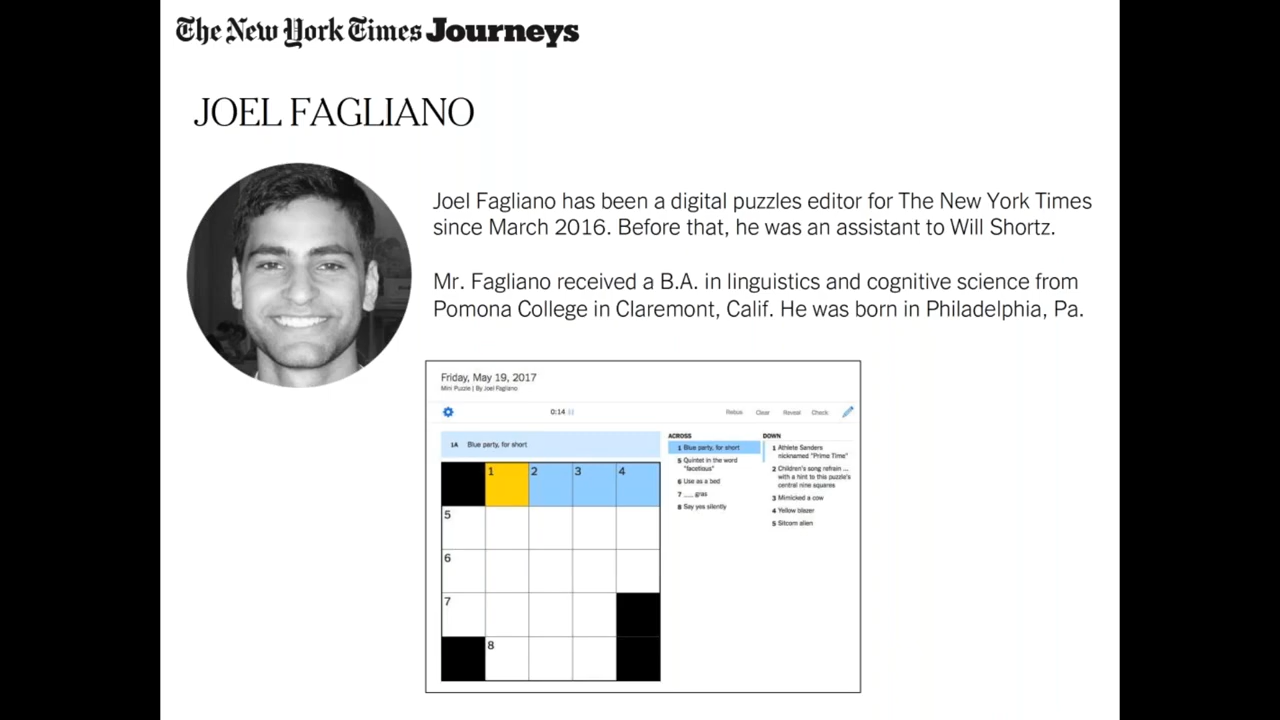 The New York Times Journeys
JOEL FAGLIANO
Joel Fagliano has been a digital puzzles editor for The New York Times
since March 2016. Before that, he was an assistant to Will Shortz.
Mr. Fagliano received a B.A. in linguistics and cognitive science from
Pomona College in Claremont, Calif. He was born in Philadelphia, Pa.
Friday, May 19, 2017
Mini Puzzle | By Joel Fagliano
0:14
Rebus Clear Reveal Check
1A Blue party, for short
1 2 3 4
5
6
7
8
ACROSS
1 Blue party, for short
5 Quintet in the word
"facetious"
6 Use as a bed
7 ___ gras
8 Say yes silently
DOWN
1 Athlete Sanders
nicknamed "Prime Time"
2 Children's song refrain ...
with a hint to this puzzle's
central nine squares
3 Mimicked a cow
4 Yellow blazer
5 Sitcom alien